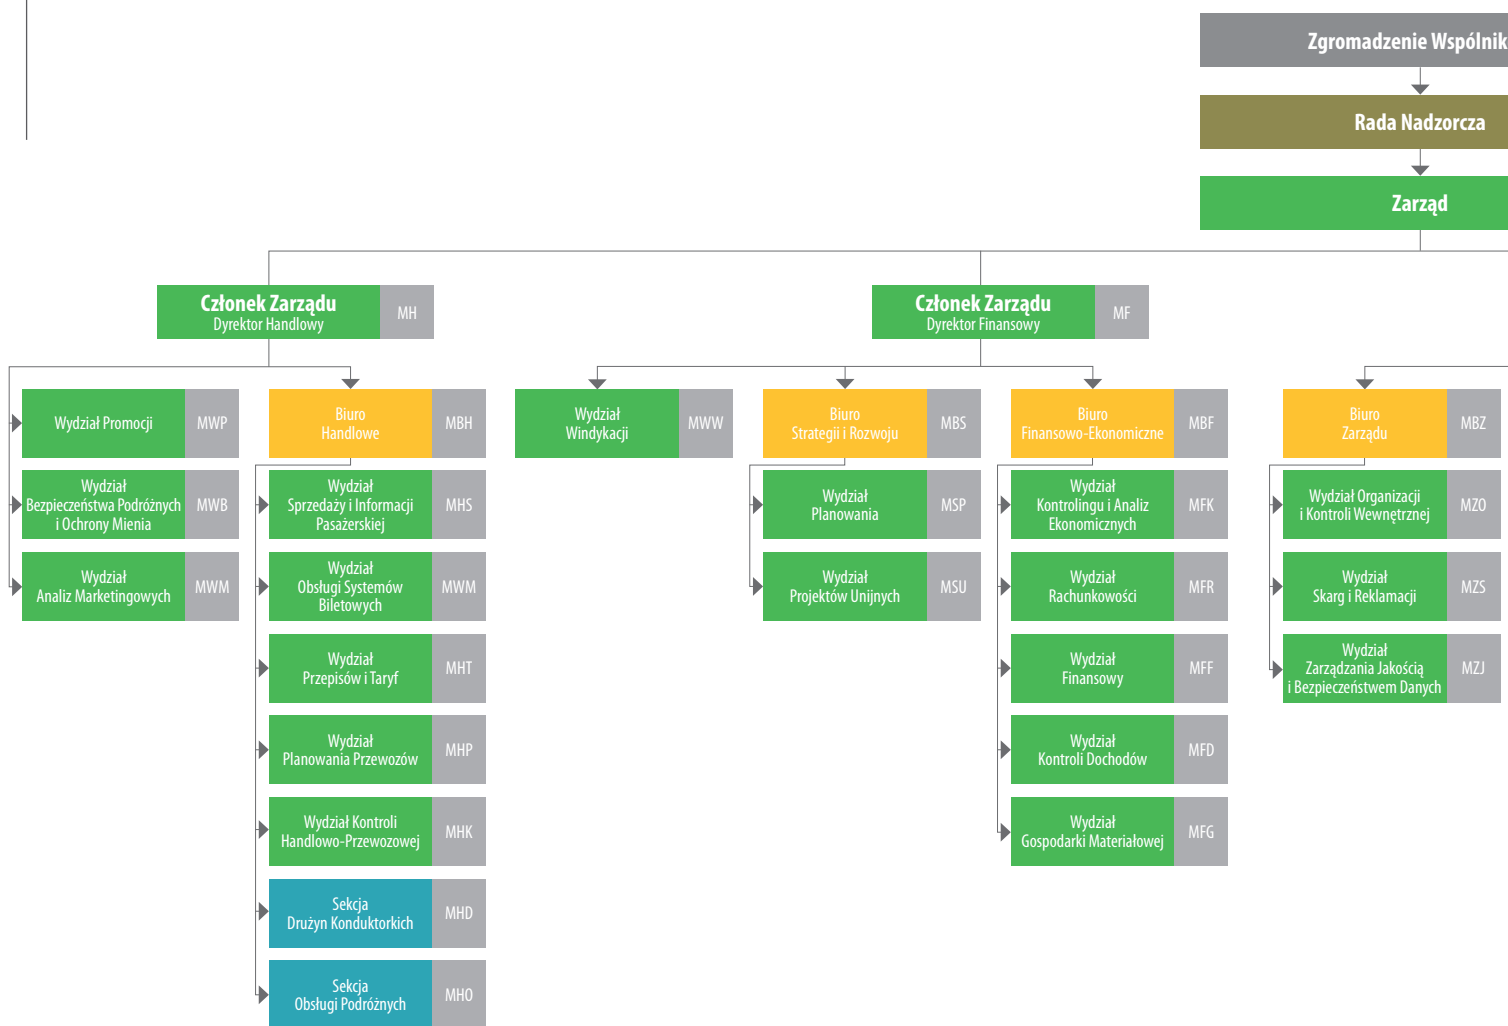 Zgromadzenie Wspólnik
Rada Nadzorcza
Zarząd
Członek Zarządu
Dyrektor Handlowy
MH
Członek Zarządu
Dyrektor Finansowy
MF
Wydział Promocji
MWP
Wydział
Bezpieczeństwa Podróżnych
i Ochrony Mienia
MWB
Wydział
Analiz Marketingowych
MWM
Biuro
Handlowe
MBH
Wydział
Sprzedaży i Informacji
Pasażerskiej
MHS
Wydział
Obsługi Systemów
Biletowych
MWM
Wydział
Przepisów i Taryf
MHT
Wydział
Planowania Przewozów
MHP
Wydział Kontroli
Handlowo-Przewozowej
MHK
Sekcja
Drużyn Konduktorkich
MHD
Sekcja
Obsługi Podróżnych
MHO
Wydział
Windykacji
MWW
Biuro
Strategii i Rozwoju
MBS
Wydział
Planowania
MSP
Wydział
Projektów Unijnych
MSU
Biuro
Finansowo-Ekonomiczne
MBF
Wydział
Kontrolingu i Analiz
Ekonomicznych
MFK
Wydział
Rachunkowości
MFR
Wydział
Finansowy
MFF
Wydział
Kontroli Dochodów
MFD
Wydział
Gospodarki Materiałowej
MFG
Biuro
Zarządu
MBZ
Wydział Organizacji
i Kontroli Wewnętrznej
MZO
Wydział
Skarg i Reklamacji
MZS
Wydział
Zarządzania Jakością
i Bezpieczeństwem Danych
MZJ